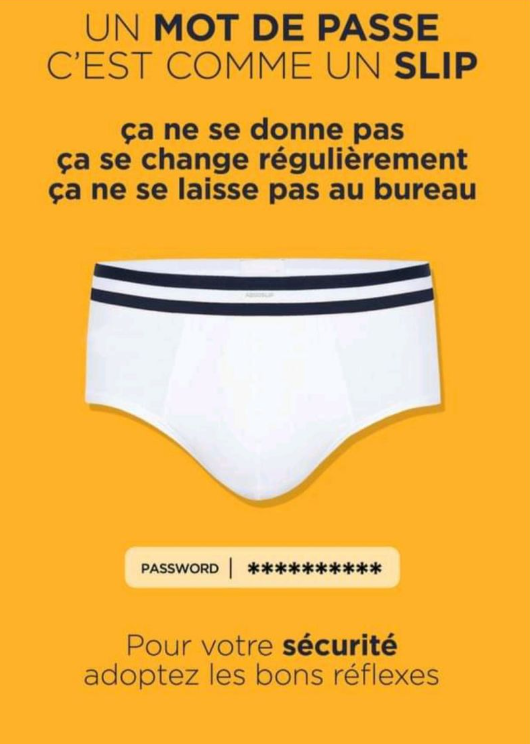 UN MOT DE PASSE
C'EST COMME UN SLIP
ça ne se donne pas
ça se change régulièrement
ça ne se laisse pas au bureau
PASSWORD | **********
Pour votre sécurité
adoptez les bons réflexes